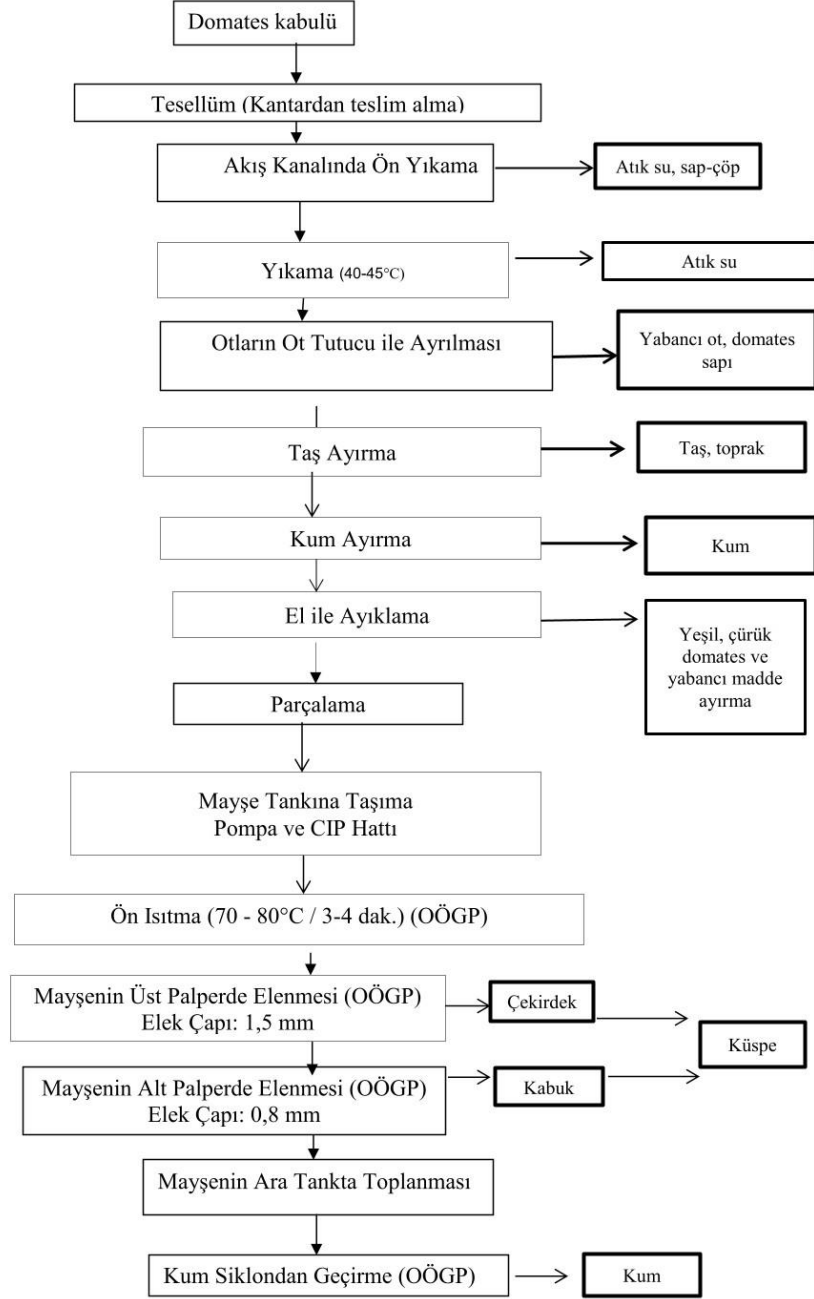 Domates kabulü
Tesellüm (Kantardan teslim alma)
Akış Kanalında Ön Yıkama
Atık su, sap-çöp
Yıkama (40-45°C)
Atık su
Otların Ot Tutucu ile Ayrılması
Yabancı ot, domates
sapı
Taş Ayırma
Taş, toprak
Kum Ayırma
Kum
El ile Ayıklama
Yeşil, çürük
domates ve
yabancı madde
ayırma
Parçalama
Mayşe Tankına Taşıma
Pompa ve CIP Hattı
Ön Isıtma (70 - 80°C / 3-4 dak.) (OÖGP)
Mayşenin Üst Palperde Elenmesi (OÖGP)
Elek Çapı: 1,5 mm
Çekirdek
Küspe
Mayşenin Alt Palperde Elenmesi (OÖGP)
Elek Çapı: 0,8 mm
Kabuk
Mayşenin Ara Tankta Toplanması
Kum Siklondan Geçirme (OÖGP)
Kum